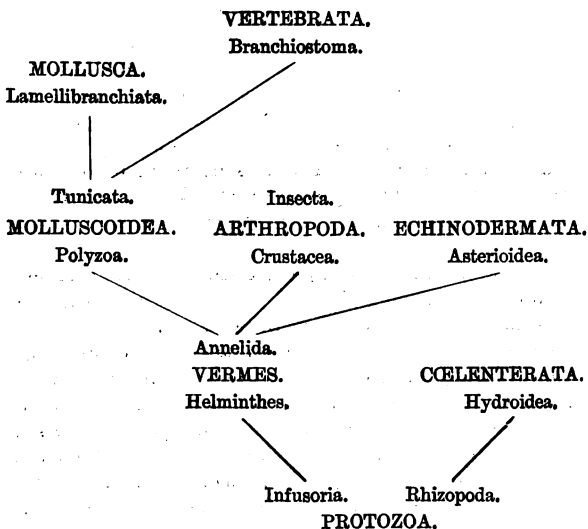 VERTEBRATA.
Branchiostoma.
MOLLUSCA.
Lamellibranchiata.
Tunicata.
Insecta.
MOLLUSCOIDEA.
ARTHROPODA.
ECHINODERMATA.
Polyzoa.
Crustacea.
Asterioidea.
Annelida.
VERMES.
CŒLENTERATA.
Helminthes.
Hydroidea.
Infusoria.
Rhizopoda.
PROTOZOA.